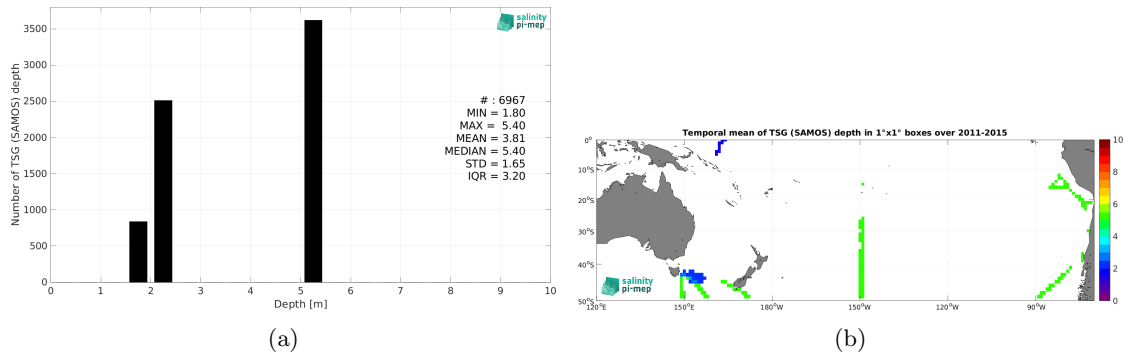 3500
3000
2500
2000
1500
1000
500
0
Number of TSG (SAMOS) depth
salinity
pi-mep
# : 6967
MIN = 1.80
MAX = 5.40
MEAN = 3.81
MEDIAN = 5.40
STD = 1.65
IQR = 3.20
0 1 2 3 4 5 6 7 8 9 10
Depth [m]
(a)
Temporal mean of TSG (SAMOS) depth in 1°x1° boxes over 2011-2015
0°
10°S
20°S
30°S
40°S
50°S
120°E 150°E 180°W 150°W 120°W 90°W
salinity
pi-mep
10
8
6
4
2
0
(b)